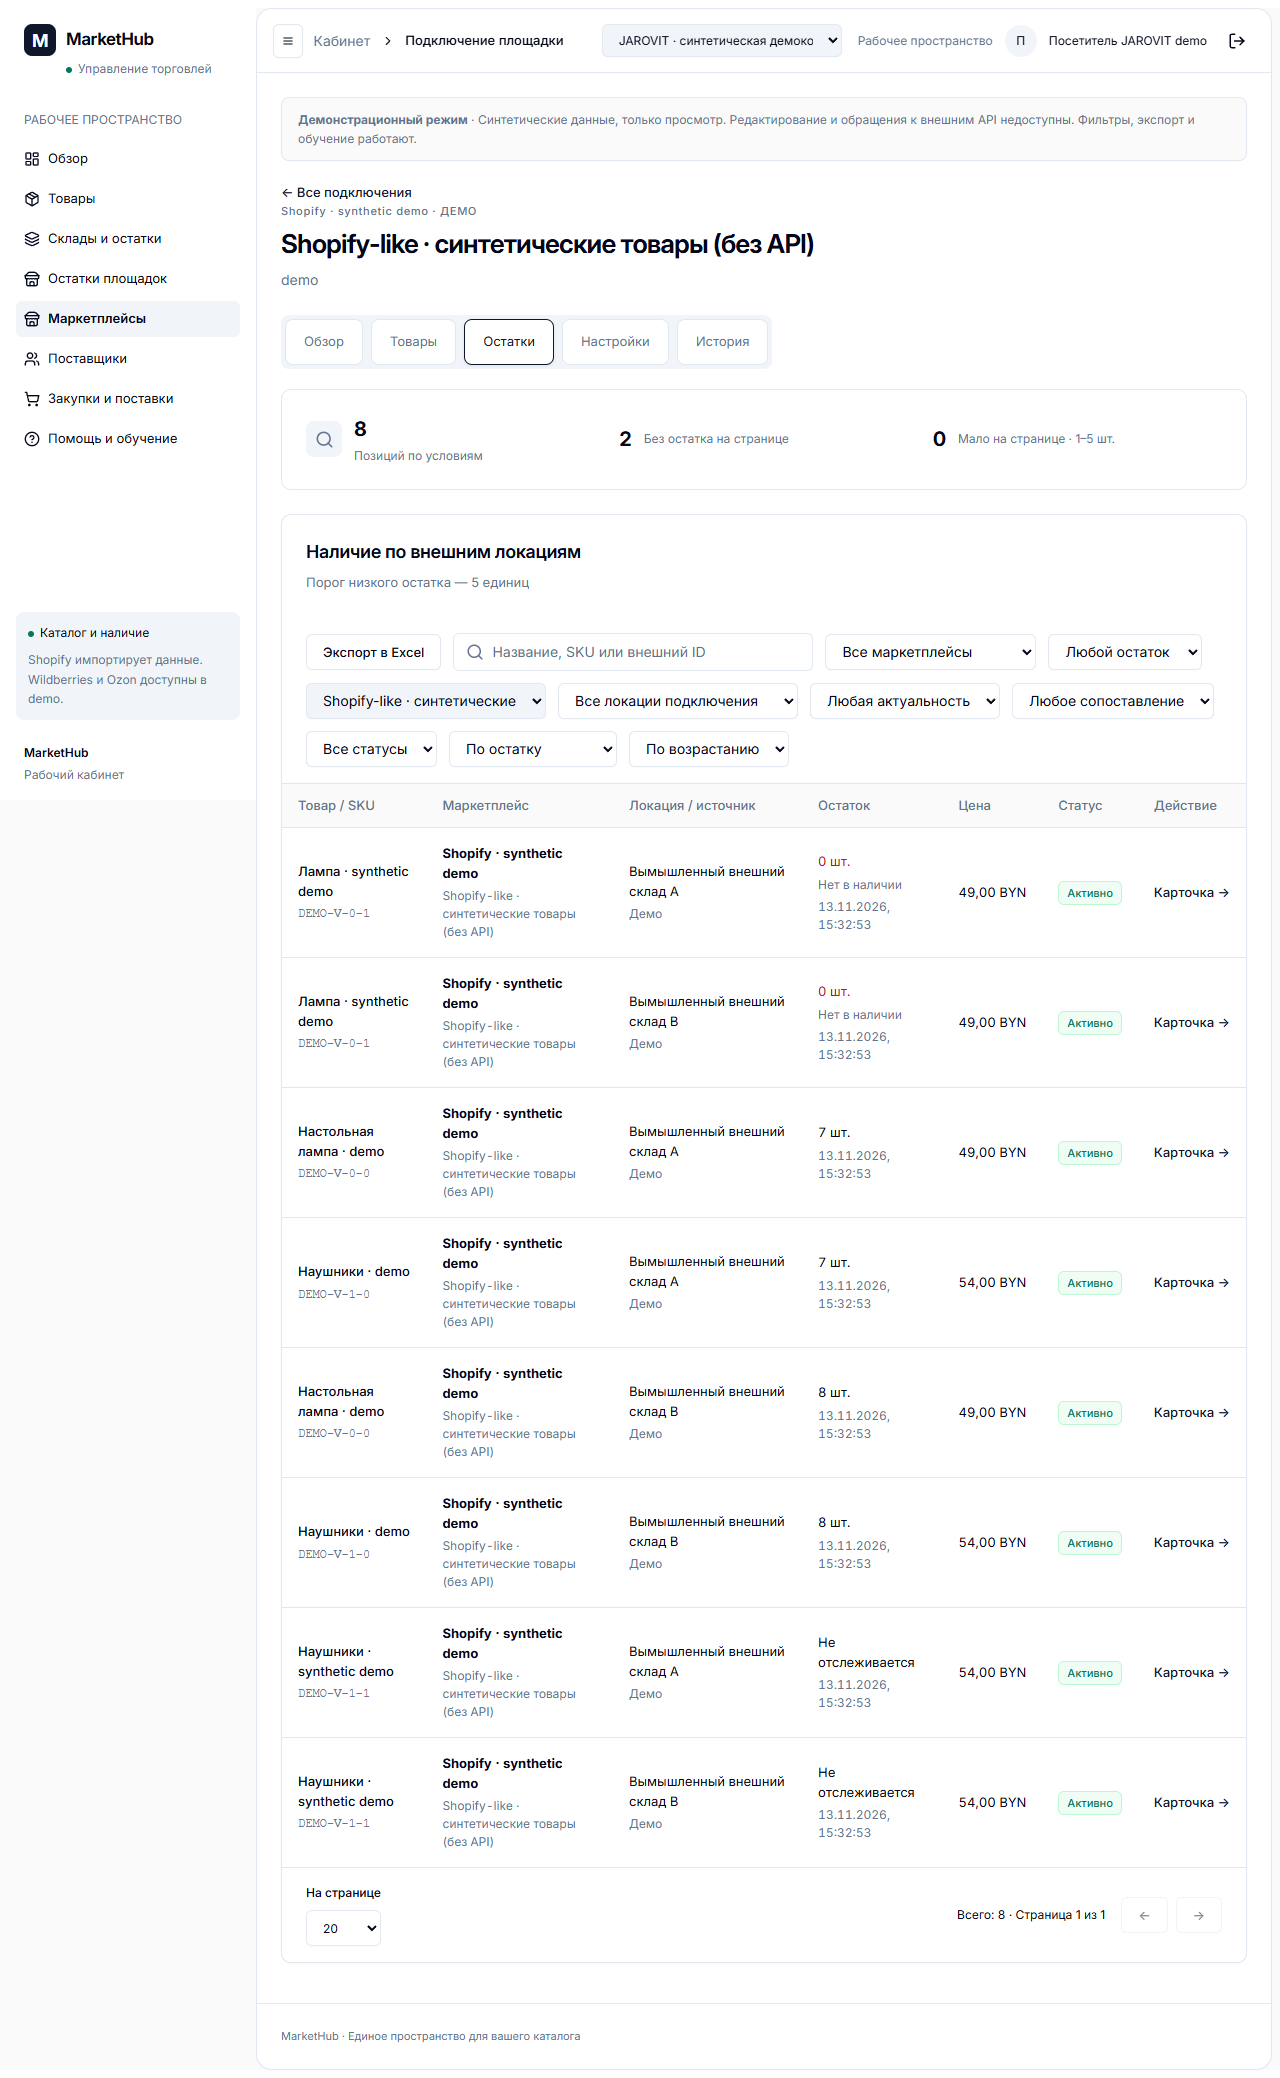 M MarketHub
Управление торговлей
РАБОЧЕЕ ПРОСТРАНСТВО
Обзор
Товары
Склады и остатки
Остатки площадок
Маркетплейсы
Поставщики
Закупки и поставки
Помощь и обучение
Каталог и наличие
Shopify импортирует данные.
Wildberries и Ozon доступны в
demo.
MarketHub
Рабочий кабинет
Кабинет > Подключение площадки
JAROVIT · синтетическая демоко
Рабочее пространство
П
Посетитель JAROVIT demo
Демонстрационный режим · Синтетические данные, только просмотр. Редактирование и обращения к внешним API недоступны. Фильтры, экспорт и
обучение работают.
← Все подключения
Shopify · synthetic demo · ДЕМО
Shopify-like · синтетические товары (без API)
demo
Обзор
Товары
Остатки
Настройки
История
8
Позиций по условиям
2 Без остатка на странице
0 Мало на странице · 1–5 шт.
Наличие по внешним локациям
Порог низкого остатка — 5 единиц
Экспорт в Excel
Название, SKU или внешний ID
Все маркетплейсы
Любой остаток
Shopify-like · синтетические
Все локации подключения
Любая актуальность
Любое сопоставление
Все статусы
По остатку
По возрастанию
Товар / SKU
Маркетплейс
Локация / источник
Остаток
Цена
Статус
Действие
Лампа · synthetic
demo
DEMO-V-0-1
Shopify · synthetic
demo
Shopify-like ·
синтетические товары
(без API)
Вымышленный внешний
склад A
Демо
0 шт.
Нет в наличии
13.11.2026,
15:32:53
49,00 BYN
Активно
Карточка →
Лампа · synthetic
demo
DEMO-V-0-1
Shopify · synthetic
demo
Shopify-like ·
синтетические товары
(без API)
Вымышленный внешний
склад B
Демо
0 шт.
Нет в наличии
13.11.2026,
15:32:53
49,00 BYN
Активно
Карточка →
Настольная
лампа · demo
DEMO-V-0-0
Shopify · synthetic
demo
Shopify-like ·
синтетические товары
(без API)
Вымышленный внешний
склад A
Демо
7 шт.
13.11.2026,
15:32:53
49,00 BYN
Активно
Карточка →
Наушники · demo
DEMO-V-1-0
Shopify · synthetic
demo
Shopify-like ·
синтетические товары
(без API)
Вымышленный внешний
склад A
Демо
7 шт.
13.11.2026,
15:32:53
54,00 BYN
Активно
Карточка →
Настольная
лампа · demo
DEMO-V-0-0
Shopify · synthetic
demo
Shopify-like ·
синтетические товары
(без API)
Вымышленный внешний
склад B
Демо
8 шт.
13.11.2026,
15:32:53
49,00 BYN
Активно
Карточка →
Наушники · demo
DEMO-V-1-0
Shopify · synthetic
demo
Shopify-like ·
синтетические товары
(без API)
Вымышленный внешний
склад B
Демо
8 шт.
13.11.2026,
15:32:53
54,00 BYN
Активно
Карточка →
Наушники ·
synthetic demo
DEMO-V-1-1
Shopify · synthetic
demo
Shopify-like ·
синтетические товары
(без API)
Вымышленный внешний
склад A
Демо
Не
отслеживается
13.11.2026,
15:32:53
54,00 BYN
Активно
Карточка →
Наушники ·
synthetic demo
DEMO-V-1-1
Shopify · synthetic
demo
Shopify-like ·
синтетические товары
(без API)
Вымышленный внешний
склад B
Демо
Не
отслеживается
13.11.2026,
15:32:53
54,00 BYN
Активно
Карточка →
На странице
20
Всего: 8 · Страница 1 из 1
←
→
MarketHub · Единое пространство для вашего каталога